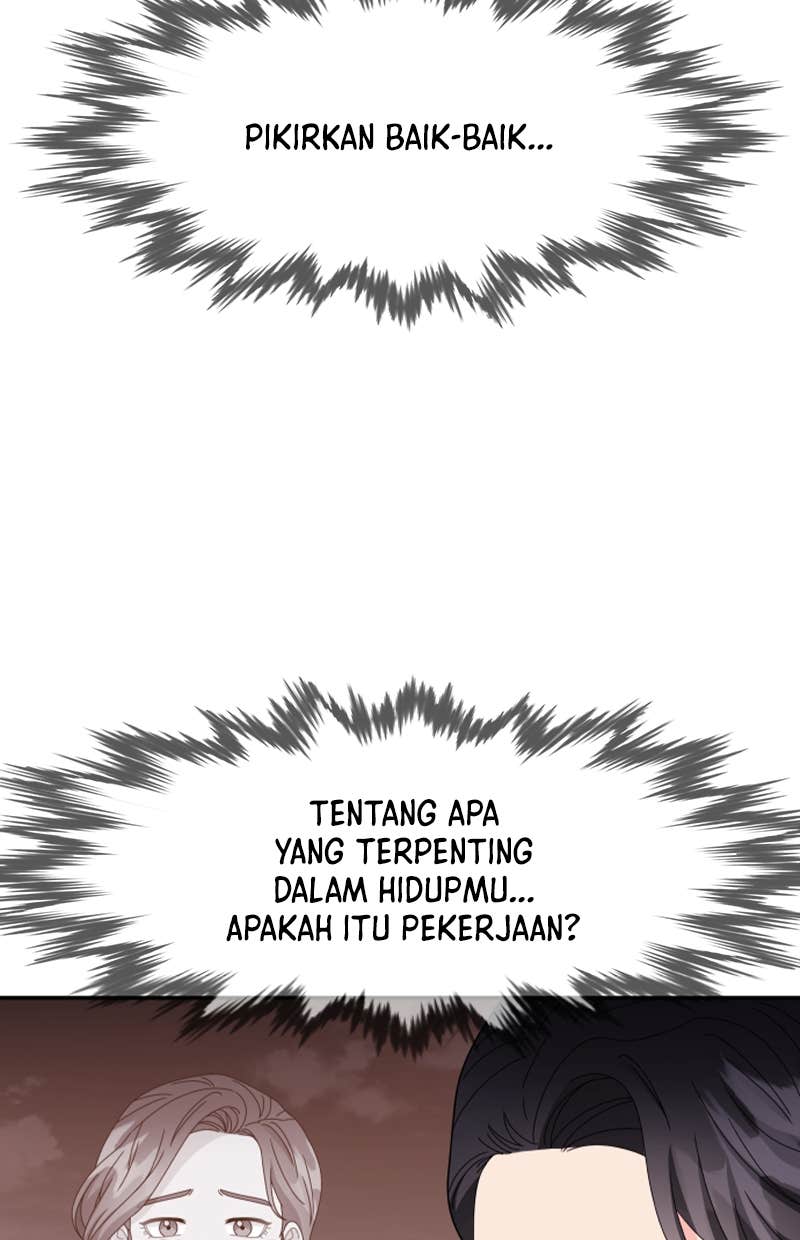 PIKIRKAN BAIK-BAIK...
TENTANG APA
YANG TERPENTING
DALAM HIDUPMU...
APAKAH ITU PEKERJAAN?